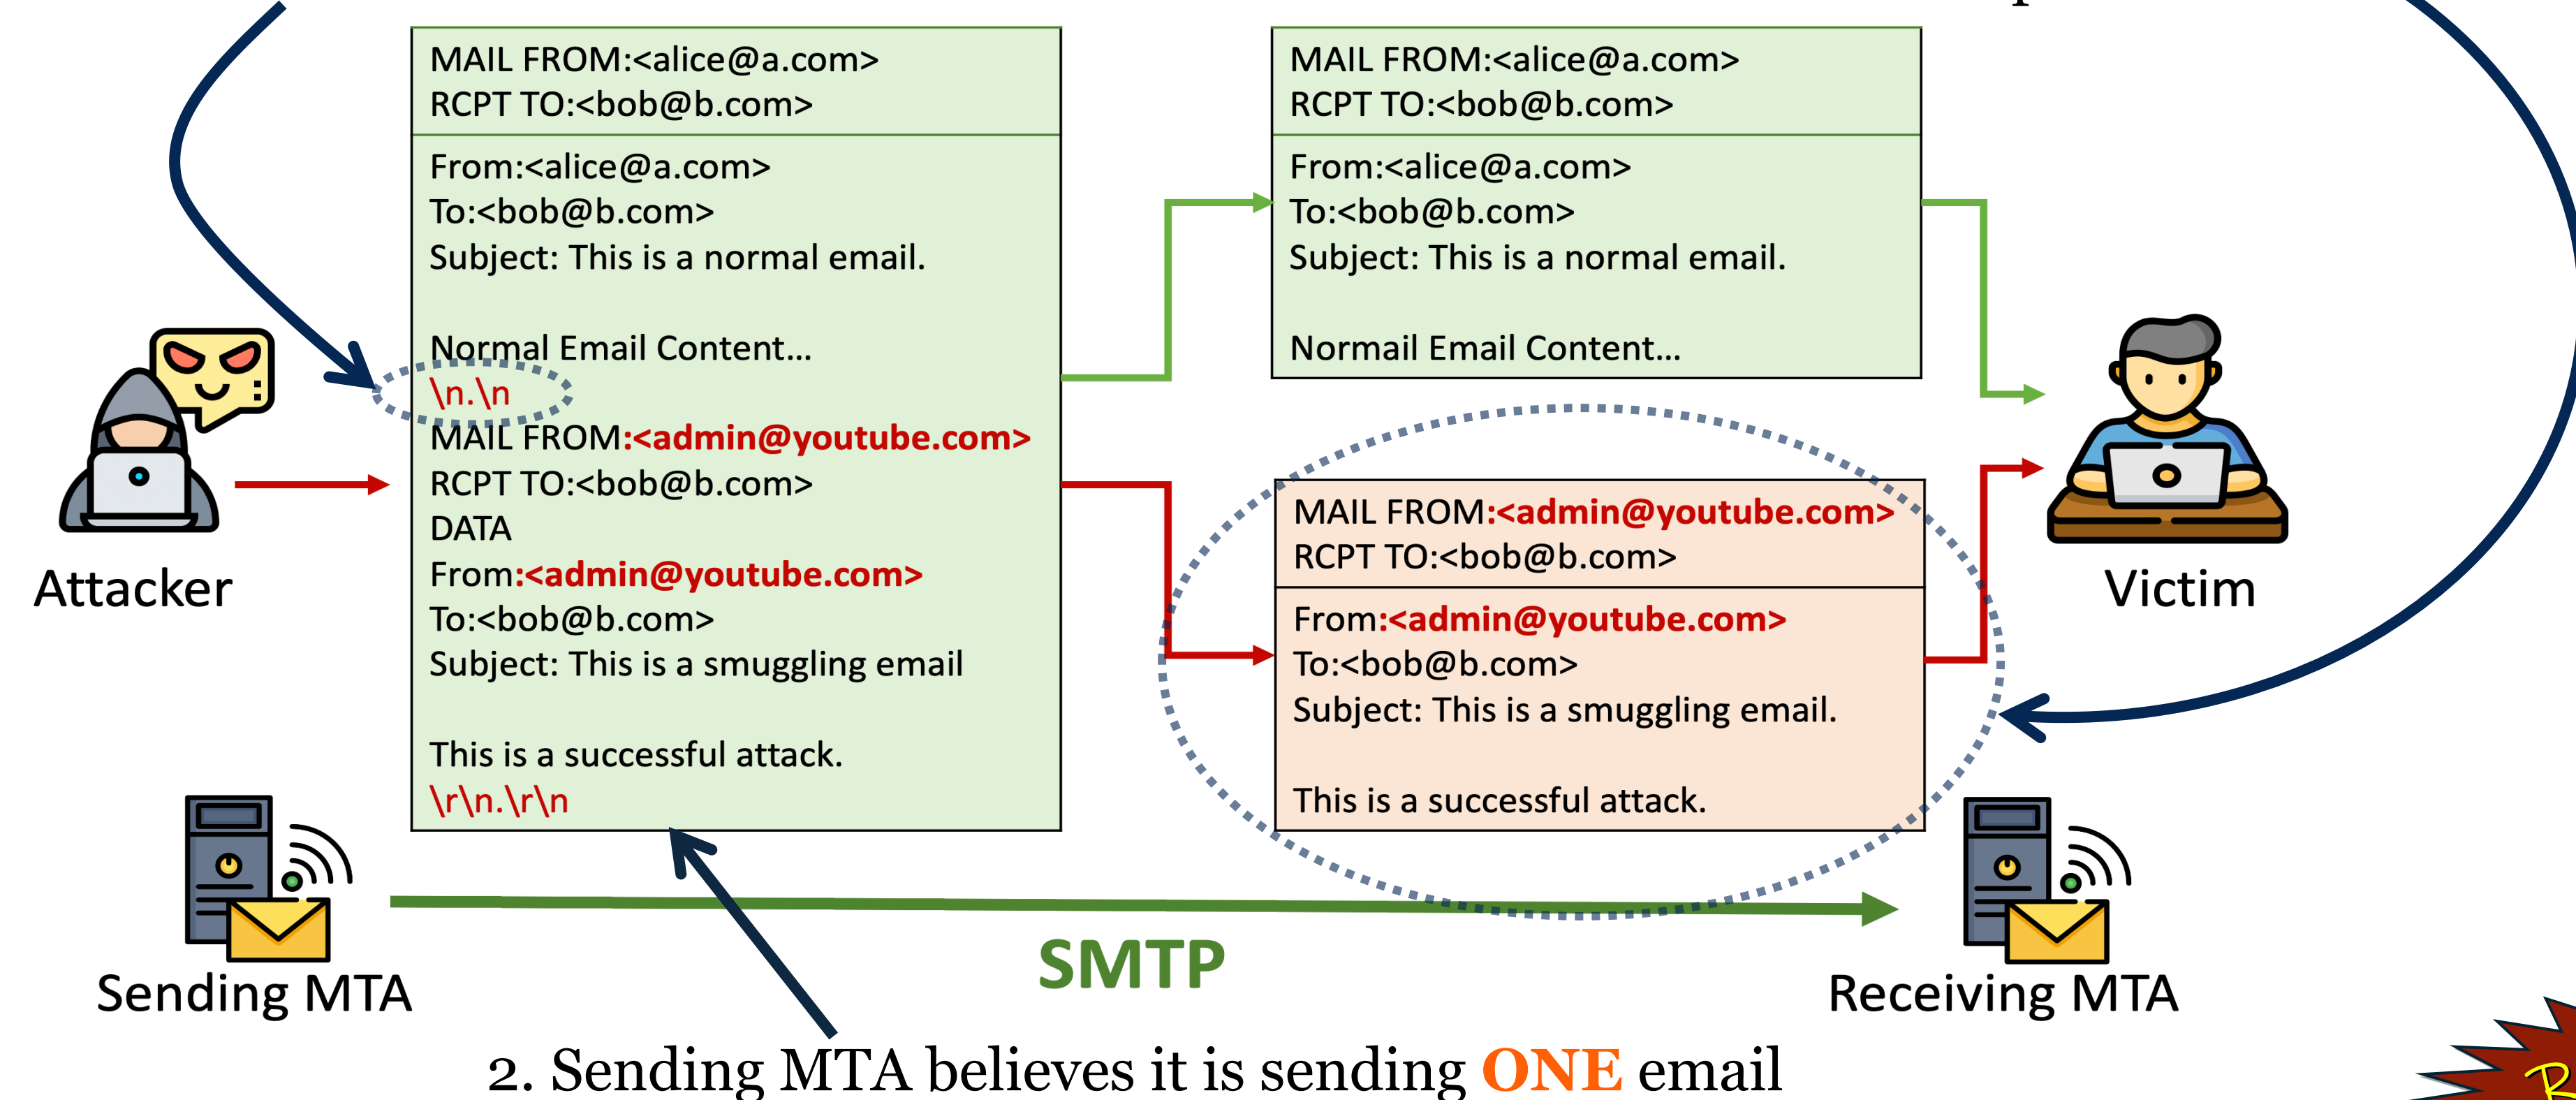 MAIL FROM:<alice@a.com>
RCPT TO:<bob@b.com>
From:<alice@a.com>
To:<bob@b.com>
Subject: This is a normal email.
Normal Email Content...
\n.\n
MAIL FROM:<admin@youtube.com>
RCPT TO:<bob@b.com>
DATA
From:<admin@youtube.com>
To:<bob@b.com>
Subject: This is a smuggling email
This is a successful attack.
\r\n.\r\n
MAIL FROM:<alice@a.com>
RCPT TO:<bob@b.com>
From:<alice@a.com>
To:<bob@b.com>
Subject: This is a normal email.
Normail Email Content...
MAIL FROM:<admin@youtube.com>
RCPT TO:<bob@b.com>
From:<admin@youtube.com>
To:<bob@b.com>
Subject: This is a smuggling email.
This is a successful attack.
Attacker
Victim
Sending MTA
SMTP
Receiving MTA
2. Sending MTA believes it is sending ONE email